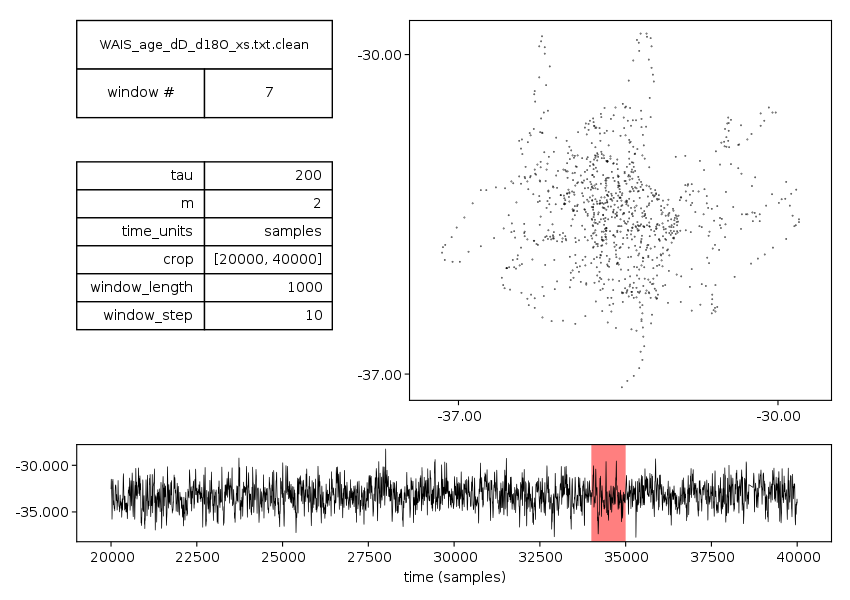 WAIS_age_dD_d18O_xs.txt.clean
window # 7
tau 200
m 2
time_units samples
crop [20000, 40000]
window_length 1000
window_step 10
-30.00
-37.00
-37.00 -30.00
-30.000
-35.000
20000 22500 25000 27500 30000 32500 35000 37500 40000
time (samples)